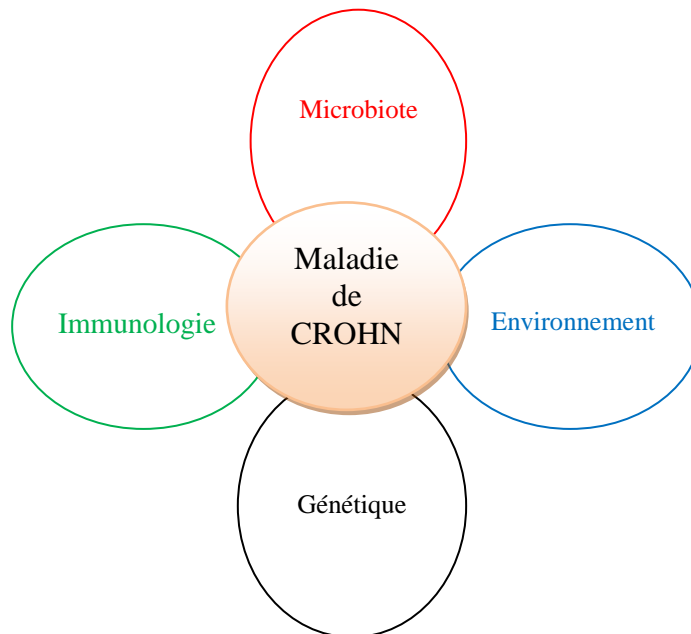 Microbiote
Maladie
de
CROHN
Immunologie
Environnement
Génétique